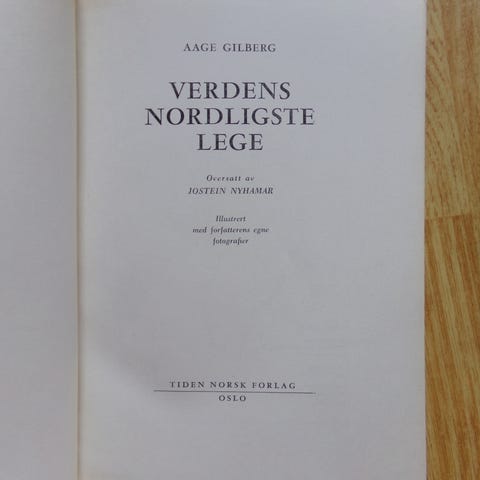 AAGE GILBERG
VERDENS
NORDLIGSTE
LEGE
Oversatt av
JOSTEIN NYHAMAR
Illustrert
med forfatterens egne
fotografier
TIDEN NORSK FORLAG
OSLO